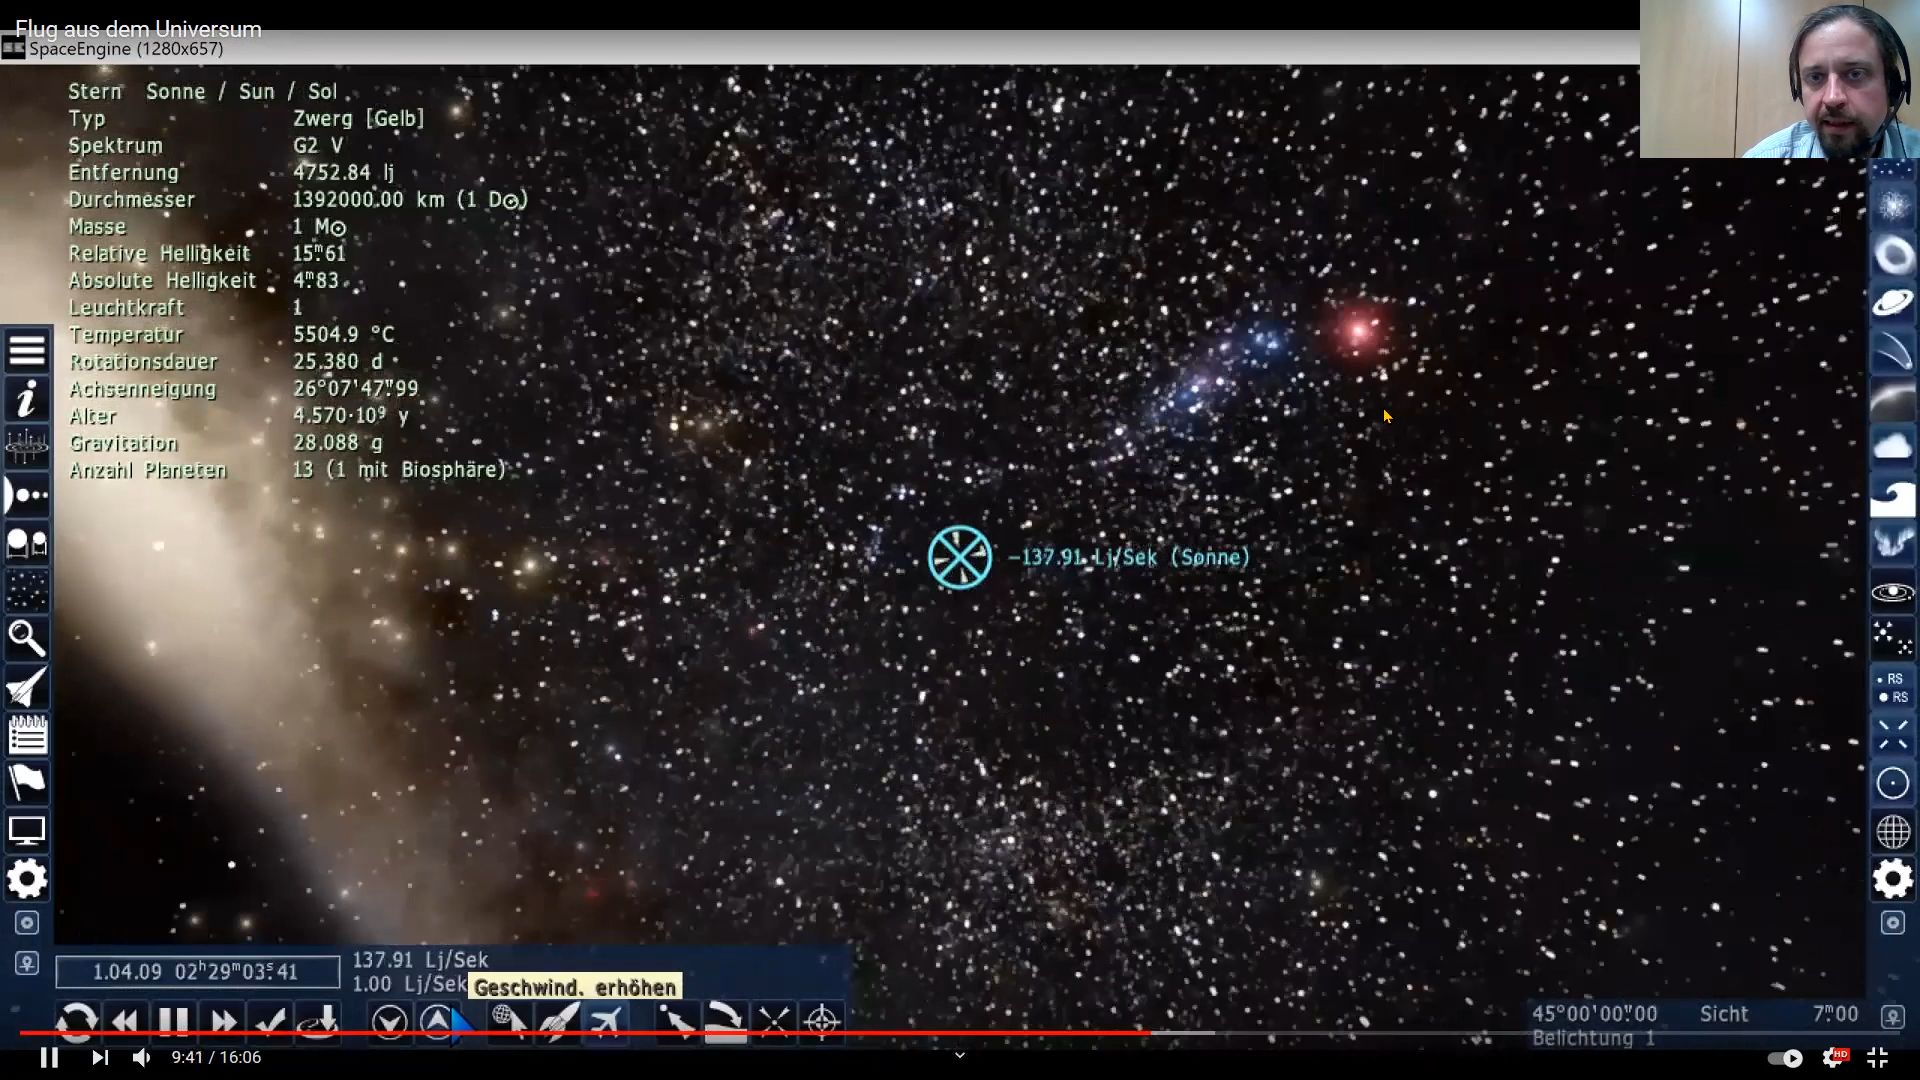 Flug aus dem Universum
SpaceEngine (1280x657)
Stern Sonne / Sun / Sol
Typ Zwerg [Gelb]
Spektrum G2 V
Entfernung 4752.84 lj
Durchmesser 1392000.00 km (1 D☉)
Masse 1 M☉
Relative Helligkeit 15ᵐ61
Absolute Helligkeit 4ᵐ83
Leuchtkraft 1
Temperatur 5504.9 °C
Rotationsdauer 25.380 d
Achsenneigung 26°07'47"99
Alter 4.570·10⁹ y
Gravitation 28.088 g
Anzahl Planeten 13 (1 mit Biosphäre)
-137.91 Lj/Sek (Sonne)
RS
RS
1.04.09 02ʰ29ᵐ03ˢ41
137.91 Lj/Sek
1.00 Lj/Sek
Geschwind. erhöhen
45°00'00"00 Sicht 7ᵐ00
Belichtung 1
9:41 / 16:06
HD